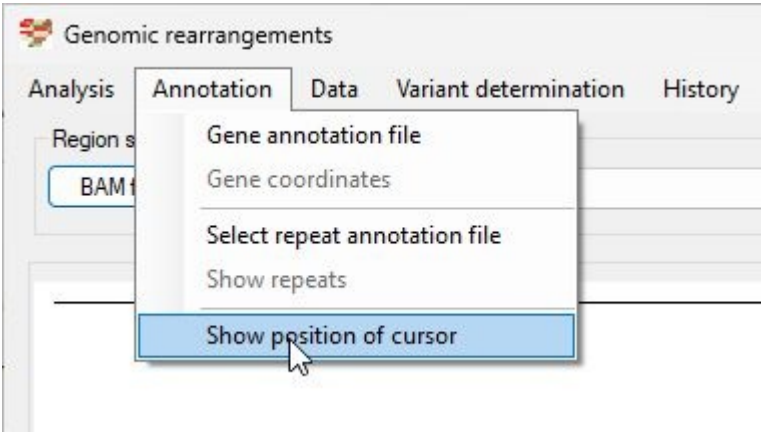 Genomic rearrangements
Analysis Annotation Data Variant determination History
Region s
BAM f
Gene annotation file
Gene coordinates
Select repeat annotation file
Show repeats
Show position of cursor